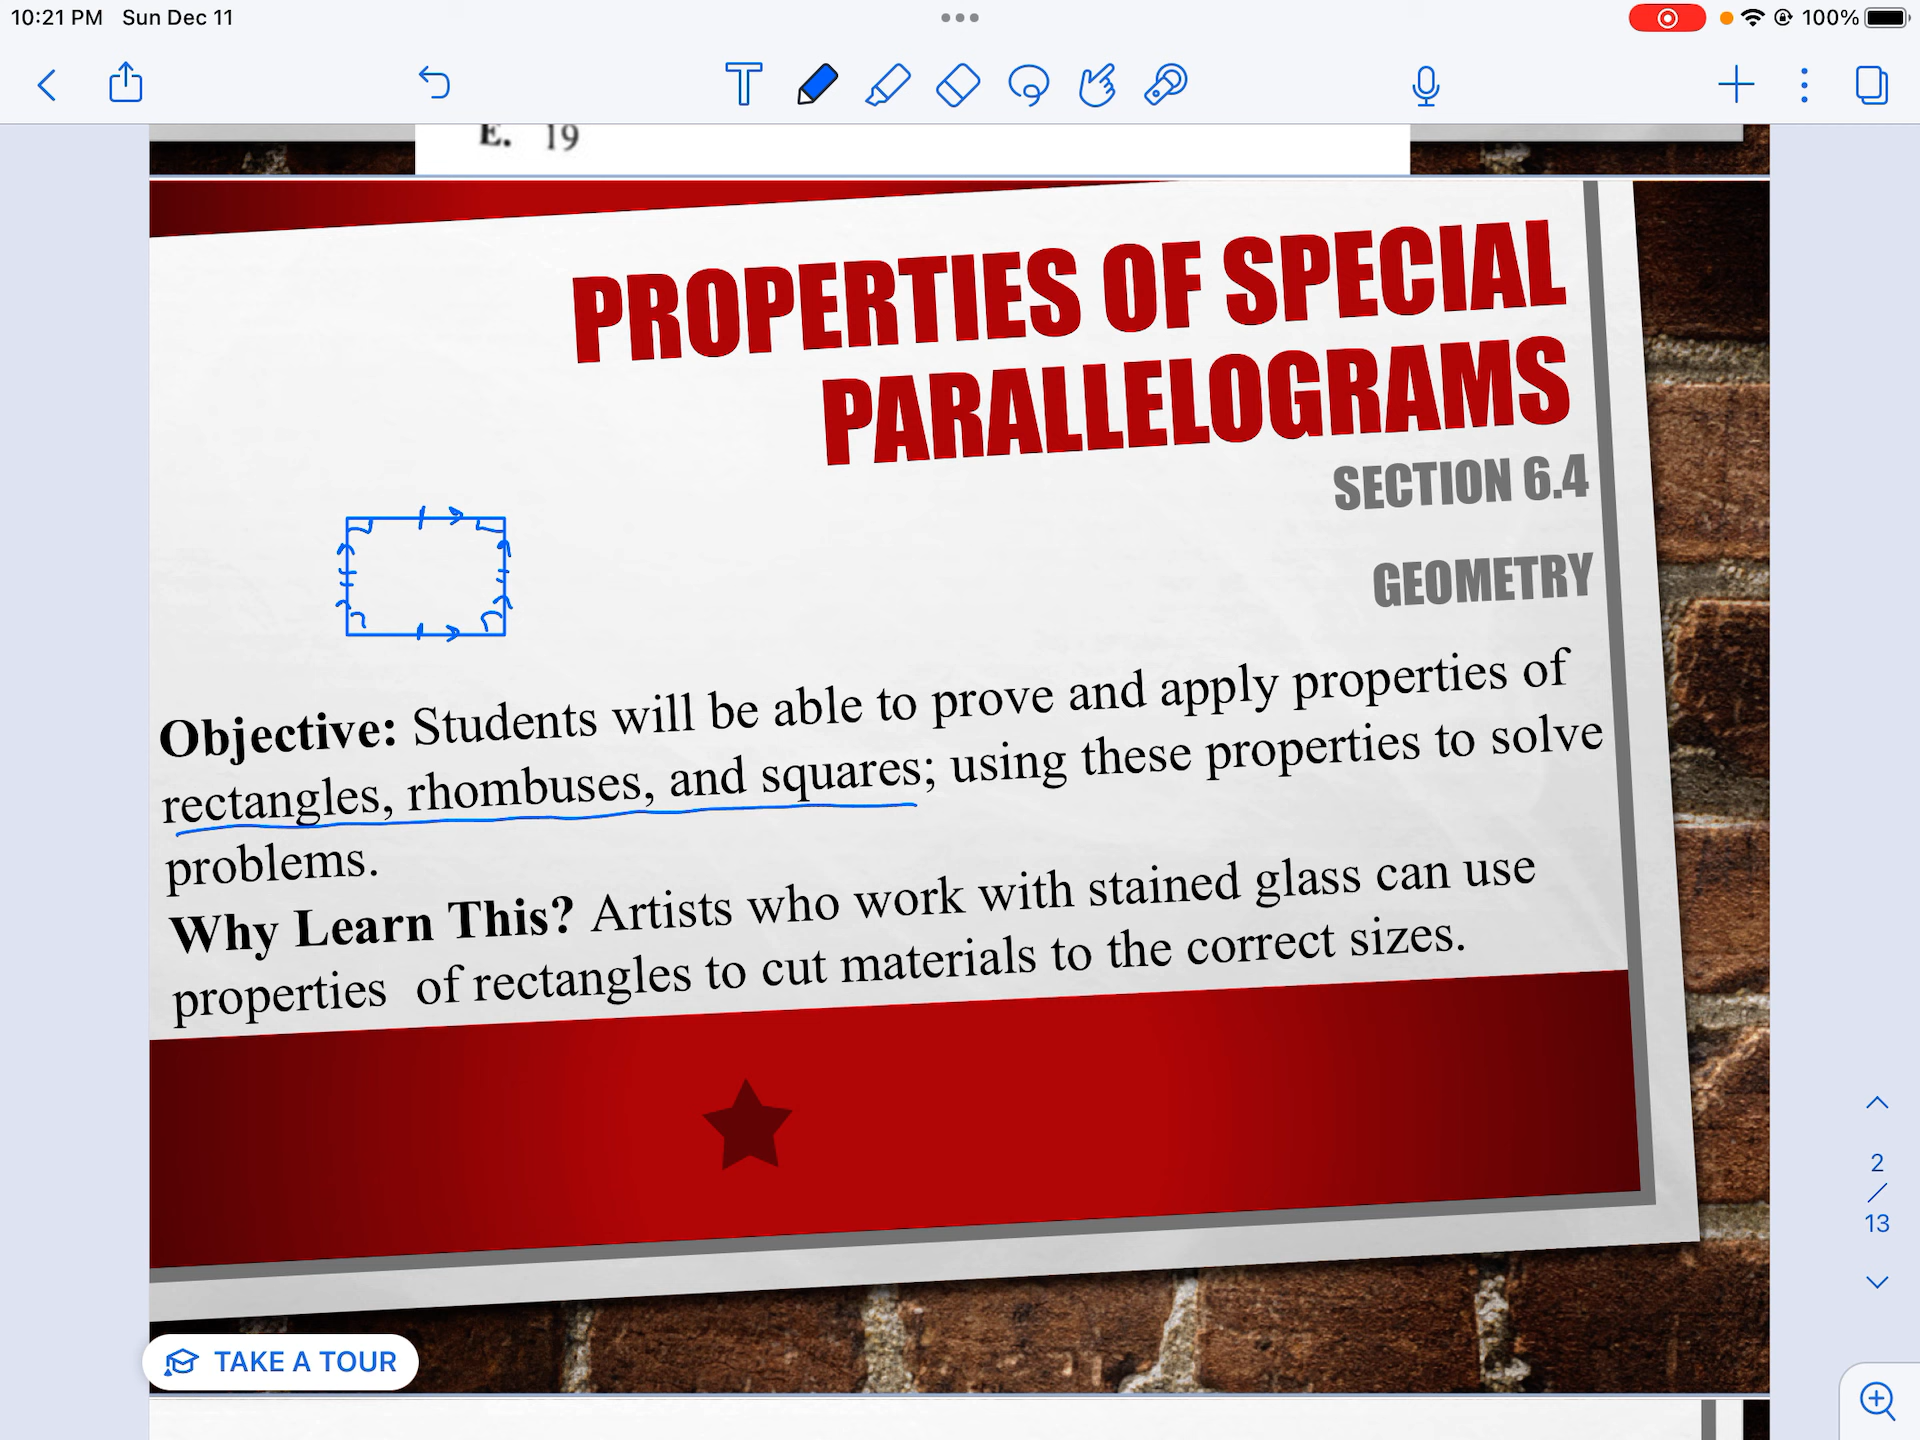 10:21 PM Sun Dec 11
100%
T
E. 19
PROPERTIES OF SPECIAL
PARALLELOGRAMS
SECTION 6.4
GEOMETRY
Objective: Students will be able to prove and apply properties of
rectangles, rhombuses, and squares; using these properties to solve
problems.
Why Learn This? Artists who work with stained glass can use
properties of rectangles to cut materials to the correct sizes.
2
/
13
TAKE A TOUR